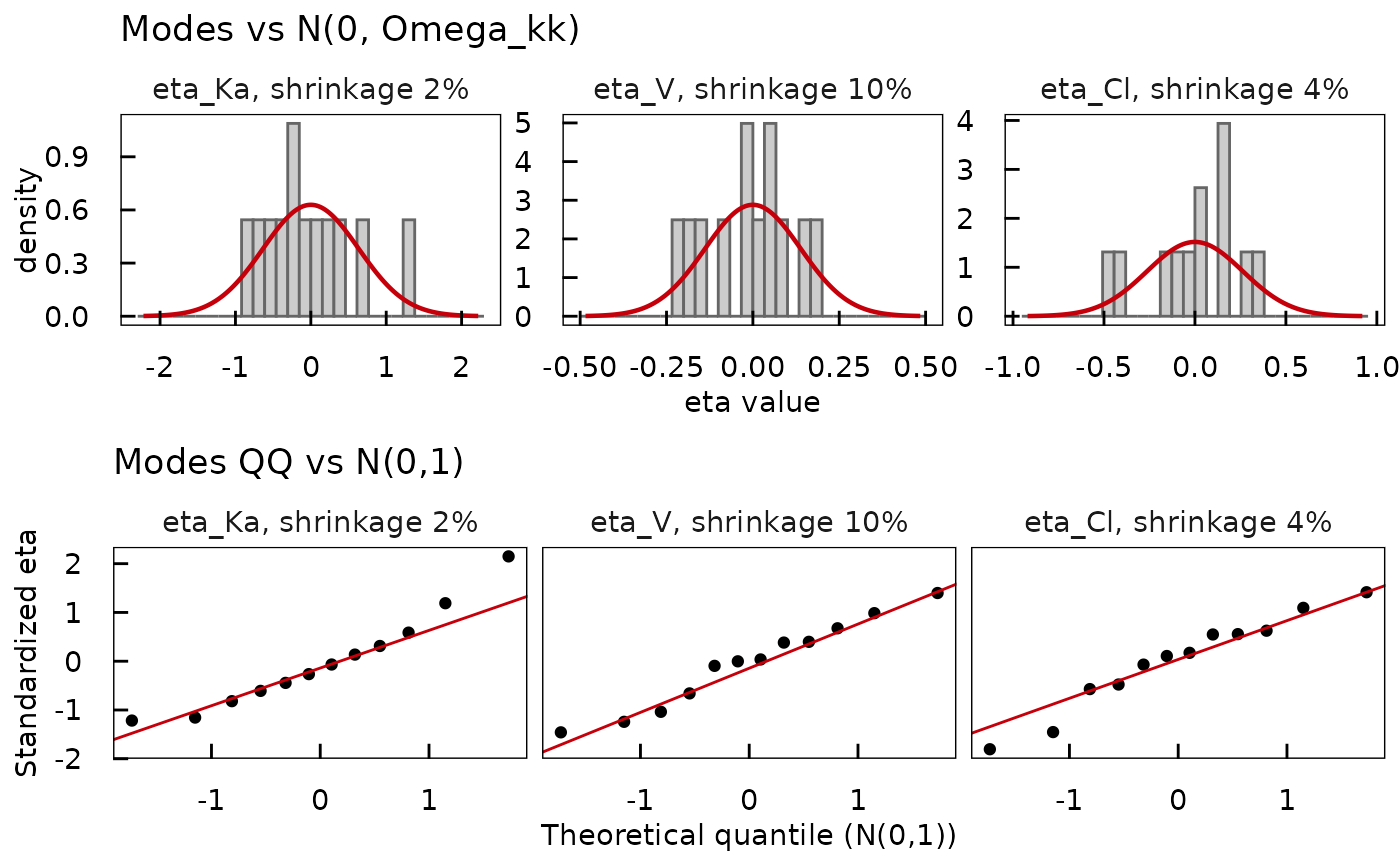 Modes vs N(0, Omega_kk)
eta_Ka, shrinkage 2%
eta_V, shrinkage 10%
eta_Cl, shrinkage 4%
density
0.9
0.6
0.3
0.0
5
4
3
2
1
0
4
3
2
1
0
-2 -1 0 1 2
-0.50 -0.25 0.00 0.25 0.50
-1.0 -0.5 0.0 0.5 1.0
eta value
Modes QQ vs N(0,1)
eta_Ka, shrinkage 2%
eta_V, shrinkage 10%
eta_Cl, shrinkage 4%
Standardized eta
2
1
0
-1
-2
-1 0 1
-1 0 1
-1 0 1
Theoretical quantile (N(0,1))